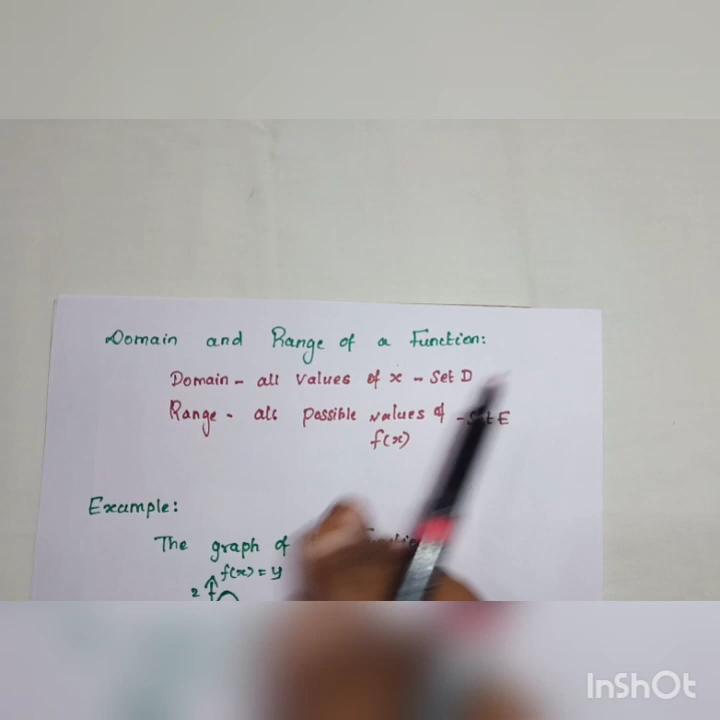 Domain and Range of a Function:
Domain - all values of x - Set D
Range - all possible values of - Set E
f(x)
Example:
The graph of
f(x) = y
2
InShOt